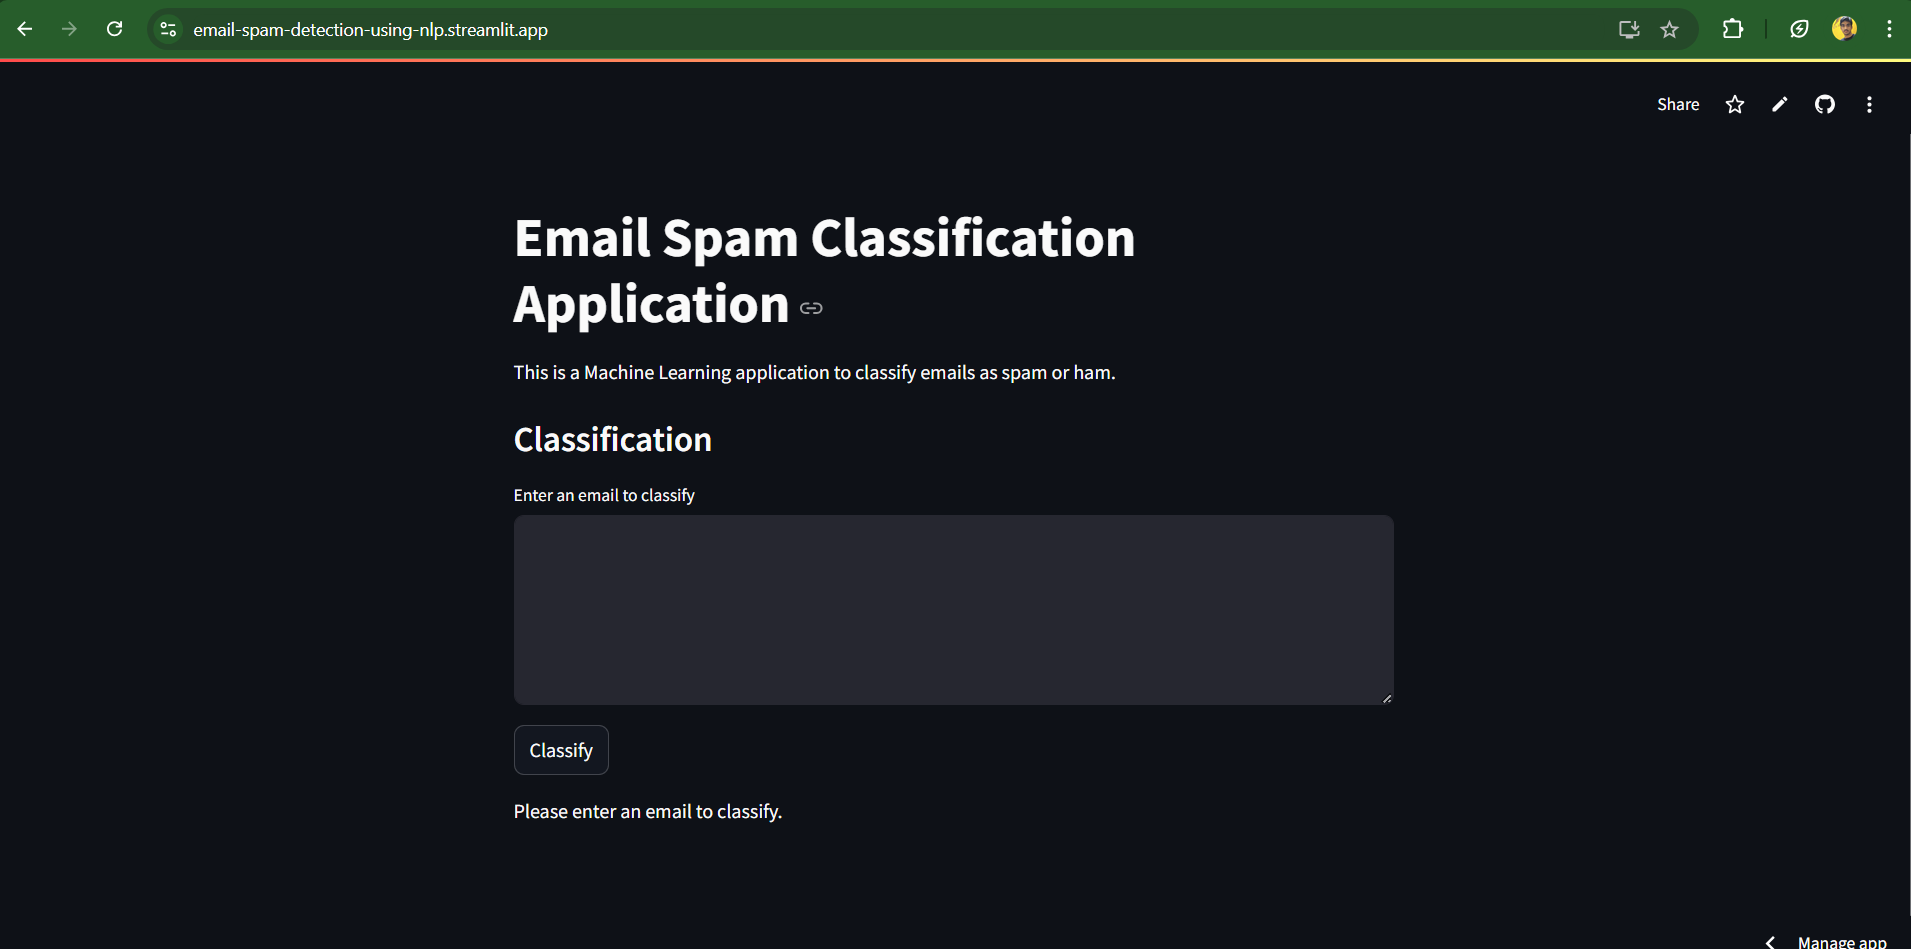 email-spam-detection-using-nlp.streamlit.app
Share
Email Spam Classification
Application
This is a Machine Learning application to classify emails as spam or ham.
Classification
Enter an email to classify
Classify
Please enter an email to classify.
Manage app